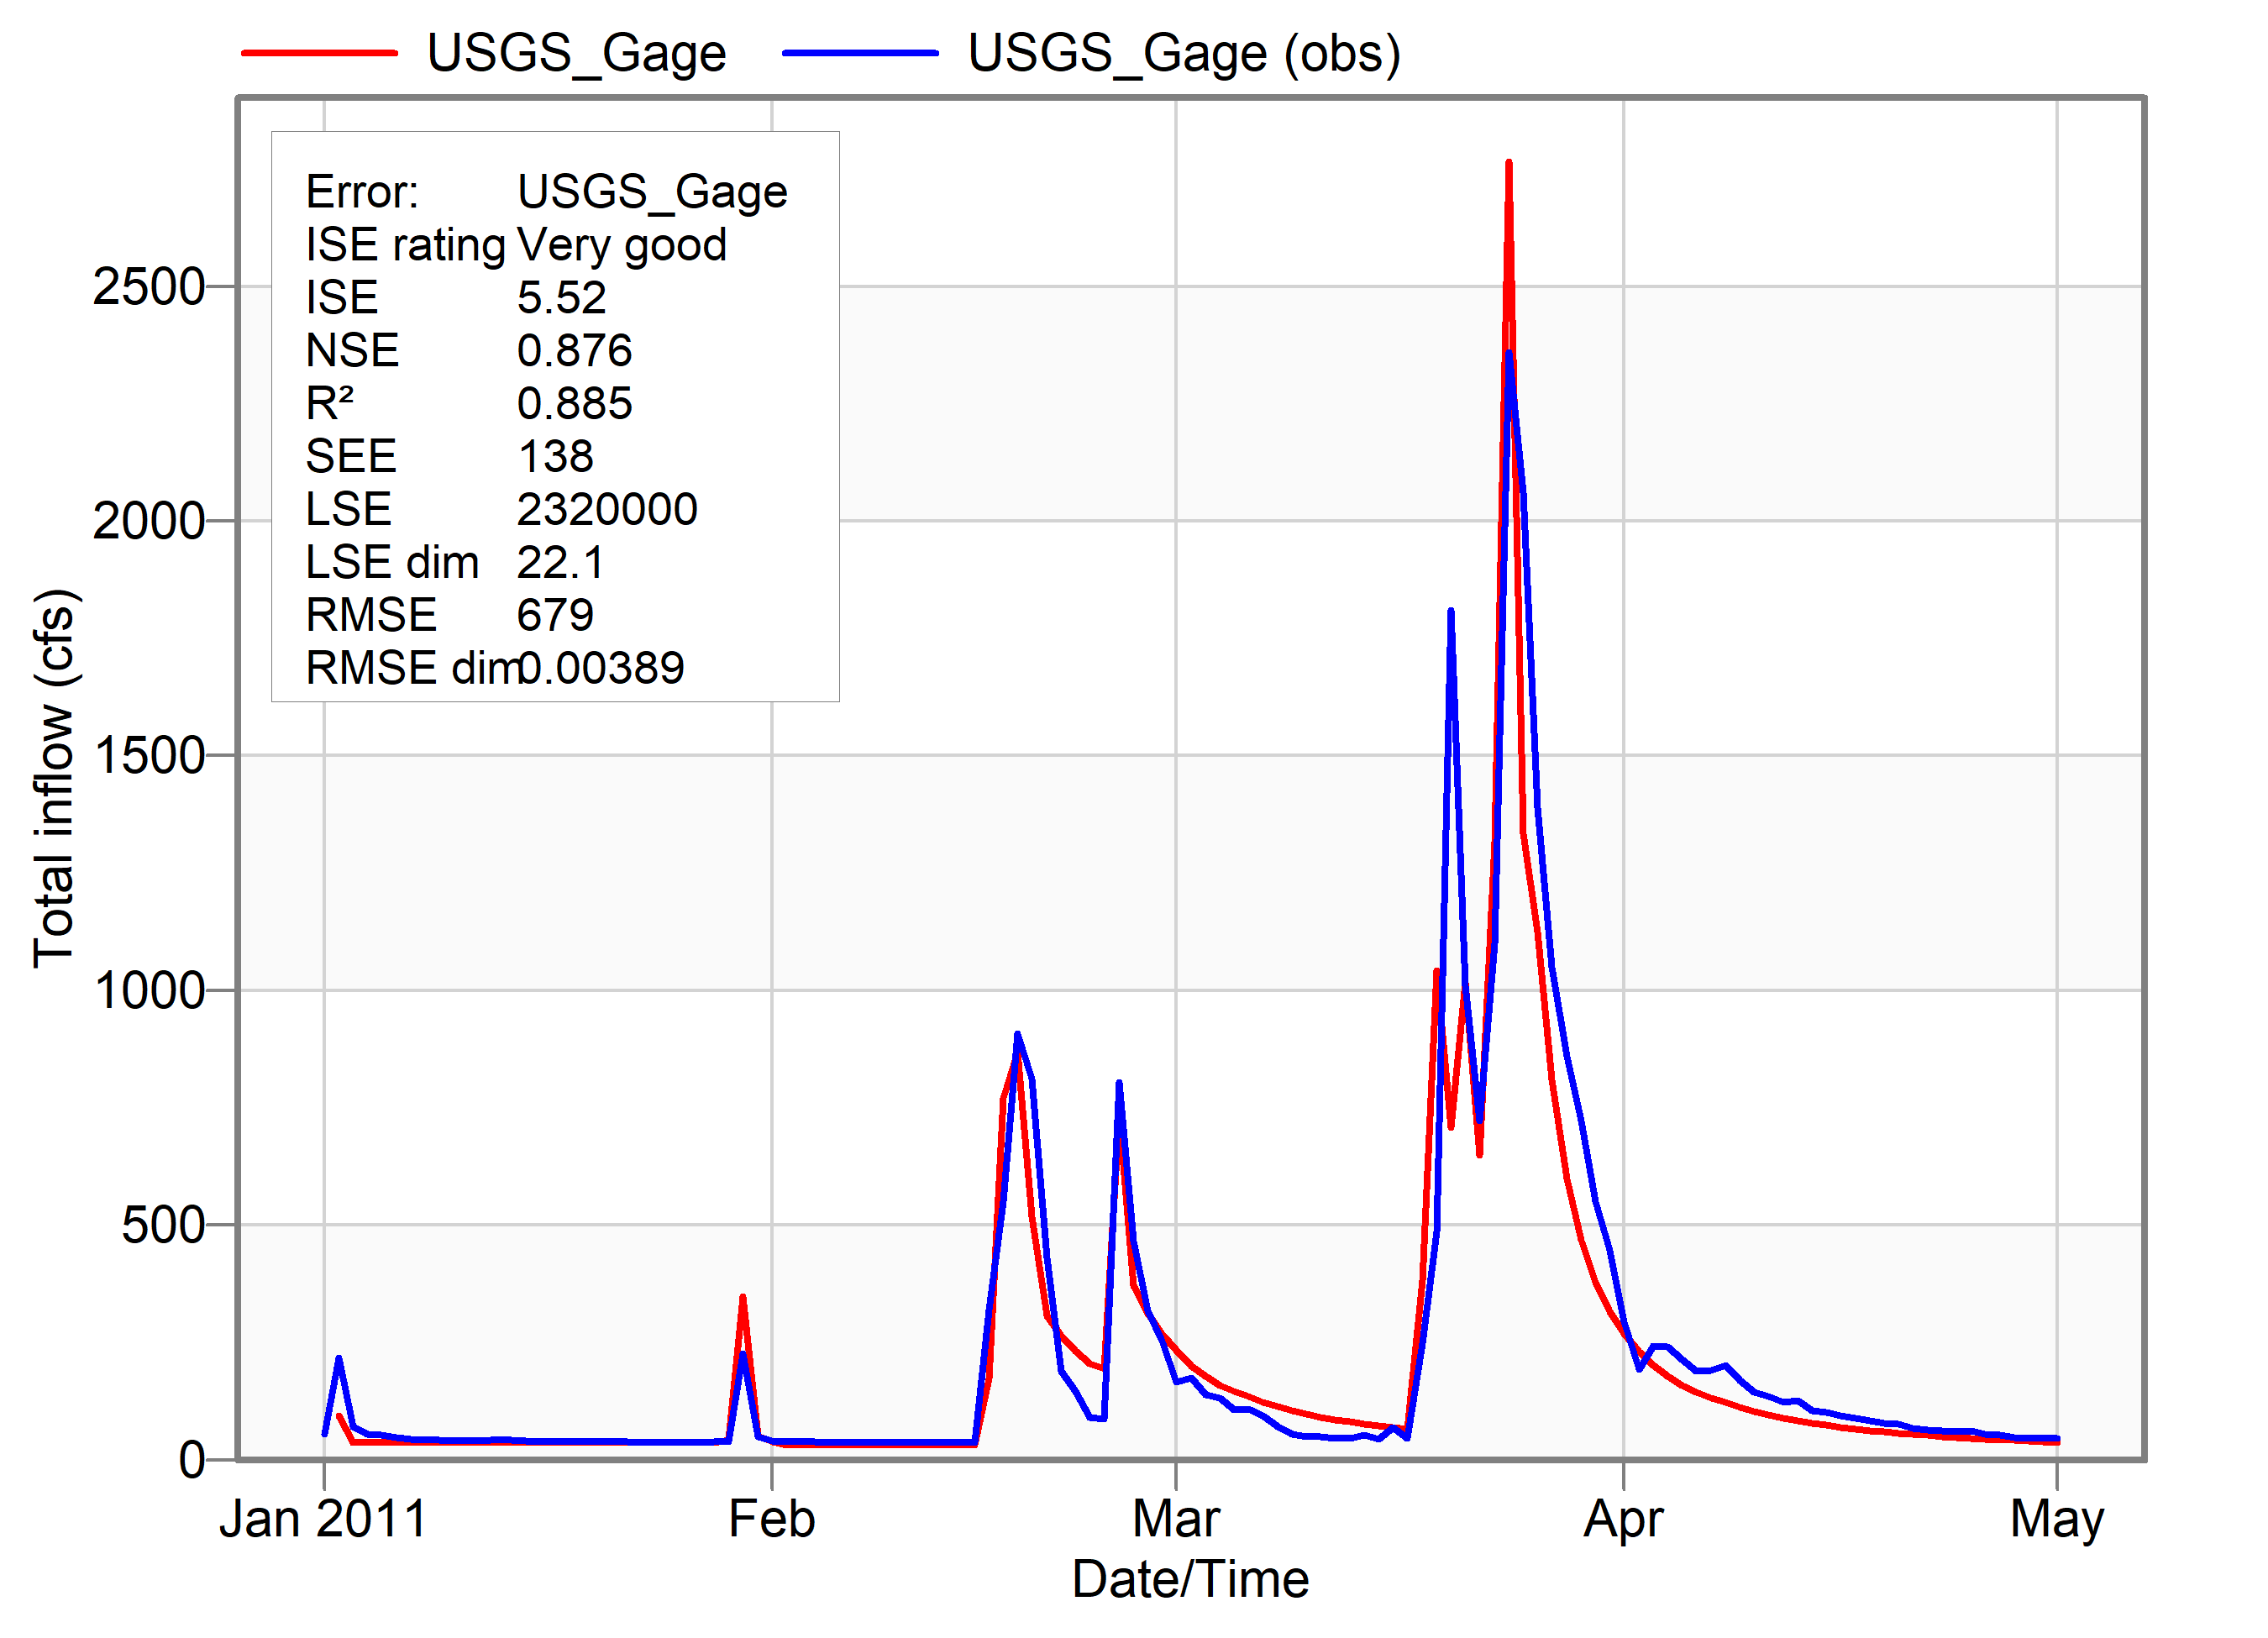 USGS_Gage USGS_Gage (obs)
Error: USGS_Gage
ISE rating Very good
ISE 5.52
NSE 0.876
R² 0.885
SEE 138
LSE 2320000
LSE dim 22.1
RMSE 679
RMSE dim 0.00389
Total inflow (cfs)
2500
2000
1500
1000
500
0
Jan 2011 Feb Mar Apr May
Date/Time